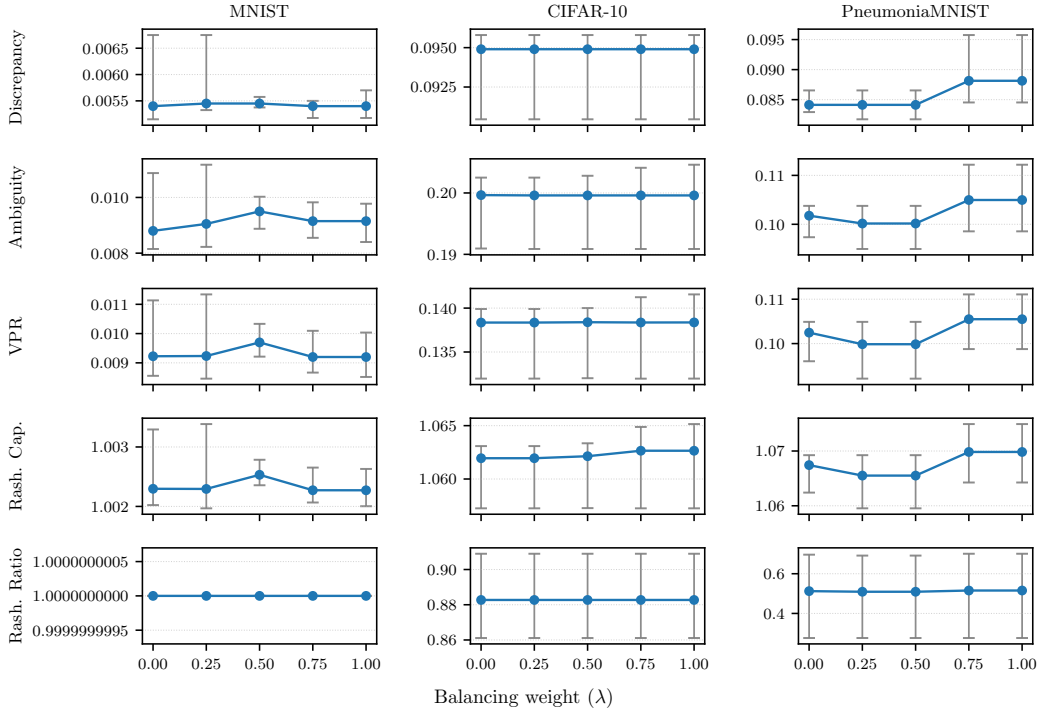 MNIST
CIFAR-10
PneumoniaMNIST
Discrepancy
0.0065
0.0060
0.0055
0.0950
0.0925
0.095
0.090
0.085
Ambiguity
0.010
0.008
0.20
0.19
0.11
0.10
VPR
0.011
0.010
0.009
0.140
0.135
0.11
0.10
Rash. Cap.
1.003
1.002
1.065
1.060
1.07
1.06
Rash. Ratio
1.0000000005
1.0000000000
0.9999999995
0.90
0.88
0.86
0.6
0.4
0.00 0.25 0.50 0.75 1.00
0.00 0.25 0.50 0.75 1.00
0.00 0.25 0.50 0.75 1.00
Balancing weight (λ)